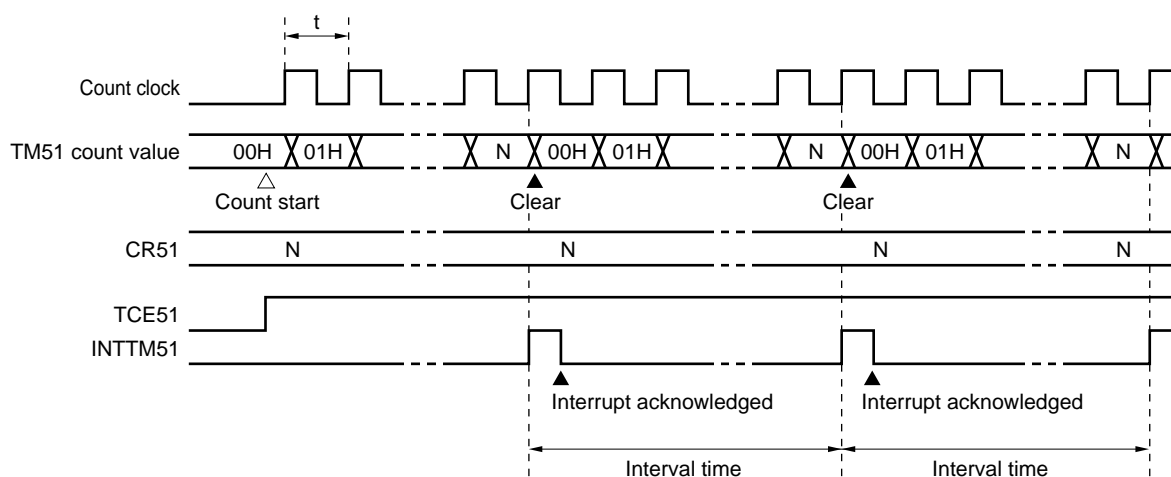 t
Count clock
TM51 count value
00H 01H N 00H 01H N 00H 01H N
Count start Clear Clear
CR51 N N N N
TCE51
INTTM51
Interrupt acknowledged Interrupt acknowledged
Interval time Interval time